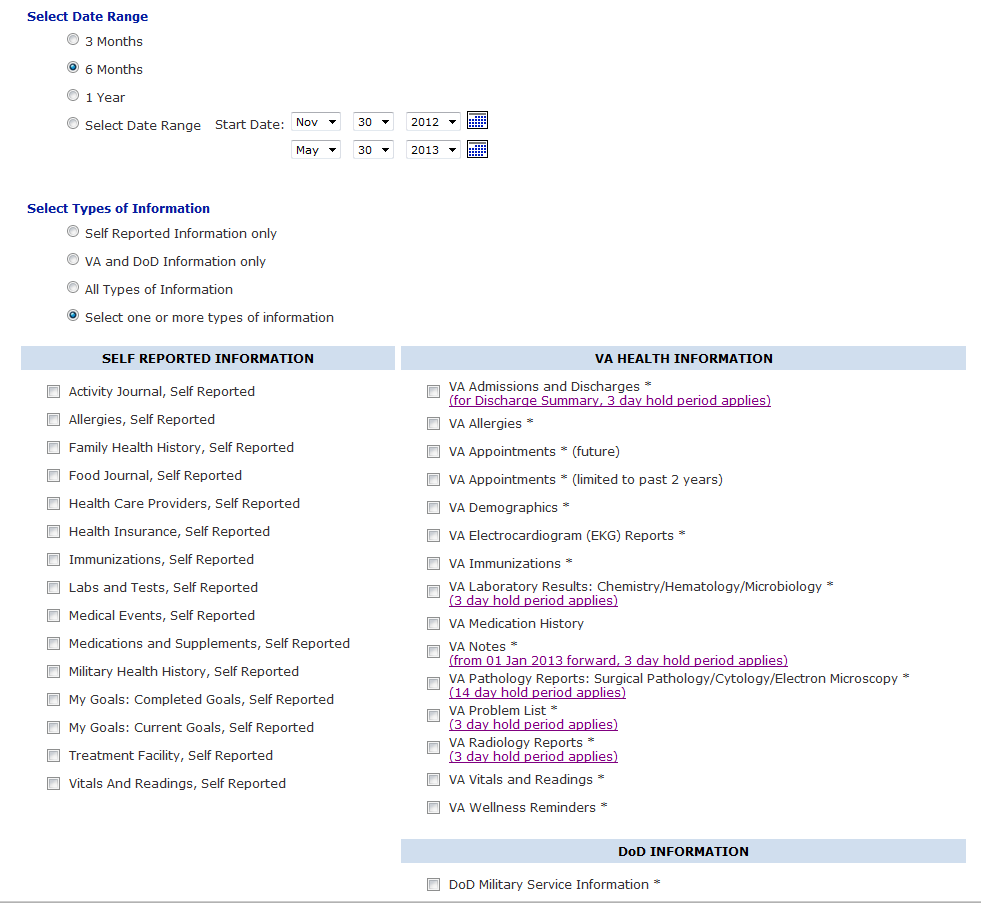 Select Date Range
3 Months
6 Months
1 Year
Select Date Range Start Date: Nov 30 2012
May 30 2013
Select Types of Information
Self Reported Information only
VA and DoD Information only
All Types of Information
Select one or more types of information
SELF REPORTED INFORMATION
Activity Journal, Self Reported
Allergies, Self Reported
Family Health History, Self Reported
Food Journal, Self Reported
Health Care Providers, Self Reported
Health Insurance, Self Reported
Immunizations, Self Reported
Labs and Tests, Self Reported
Medical Events, Self Reported
Medications and Supplements, Self Reported
Military Health History, Self Reported
My Goals: Completed Goals, Self Reported
My Goals: Current Goals, Self Reported
Treatment Facility, Self Reported
Vitals And Readings, Self Reported
VA HEALTH INFORMATION
VA Admissions and Discharges *
(for Discharge Summary, 3 day hold period applies)
VA Allergies *
VA Appointments * (future)
VA Appointments * (limited to past 2 years)
VA Demographics *
VA Electrocardiogram (EKG) Reports *
VA Immunizations *
VA Laboratory Results: Chemistry/Hematology/Microbiology *
(3 day hold period applies)
VA Medication History
VA Notes *
(from 01 Jan 2013 forward, 3 day hold period applies)
VA Pathology Reports: Surgical Pathology/Cytology/Electron Microscopy *
(14 day hold period applies)
VA Problem List *
(3 day hold period applies)
VA Radiology Reports *
(3 day hold period applies)
VA Vitals and Readings *
VA Wellness Reminders *
DoD INFORMATION
DoD Military Service Information *